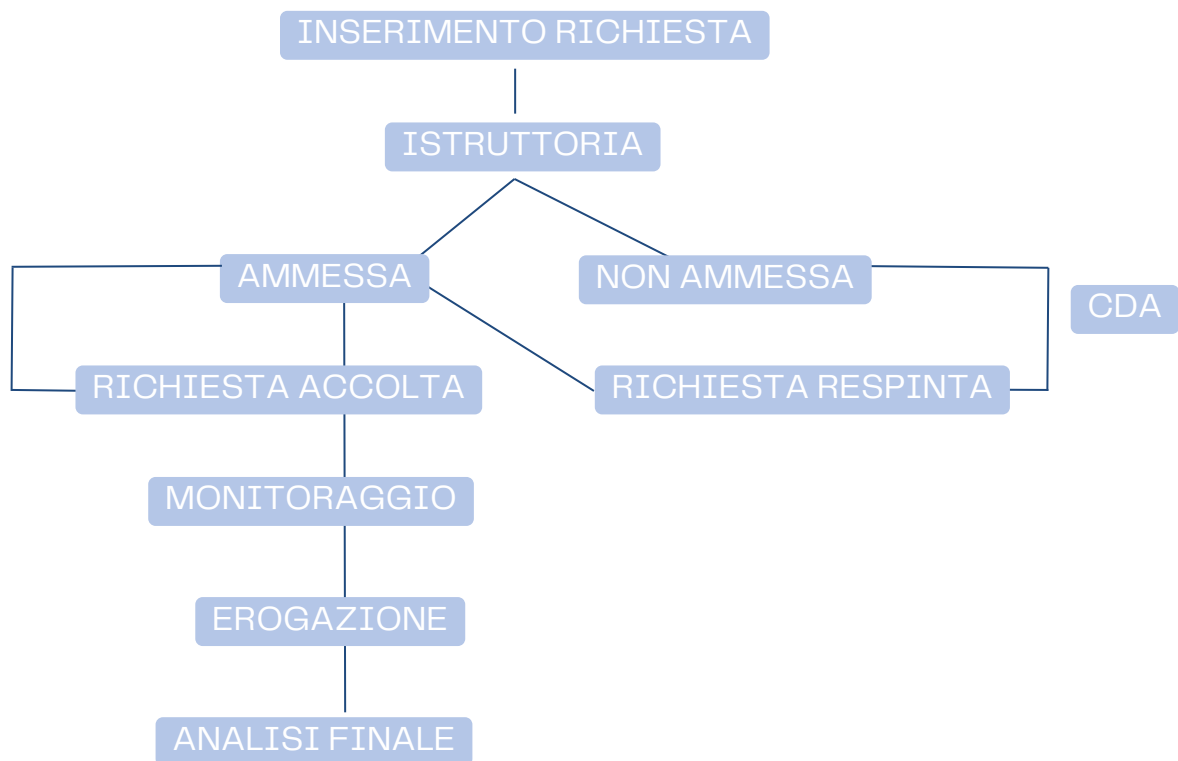 INSERIMENTO RICHIESTA
ISTRUTTORIA
AMMESSA
NON AMMESSA
CDA
RICHIESTA ACCOLTA
RICHIESTA RESPINTA
MONITORAGGIO
EROGAZIONE
ANALISI FINALE